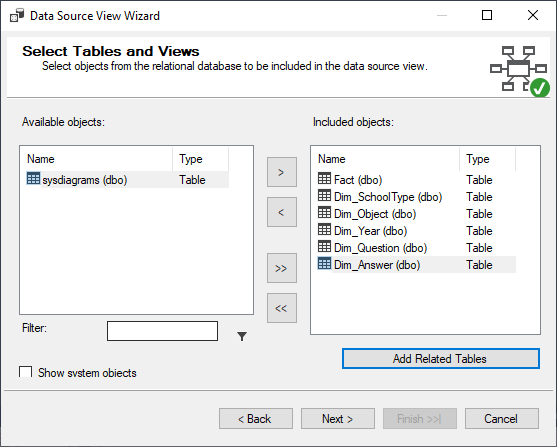 Data Source View Wizard
Select Tables and Views
Select objects from the relational database to be included in the data source view.
Available objects:
Name Type
sysdiagrams (dbo) Table
>
<
>>
<<
Included objects:
Name Type
Fact (dbo) Table
Dim_SchoolType (dbo) Table
Dim_Object (dbo) Table
Dim_Year (dbo) Table
Dim_Question (dbo) Table
Dim_Answer (dbo) Table
Filter:
Add Related Tables
Show system objects
< Back
Next >
Finish >>|
Cancel